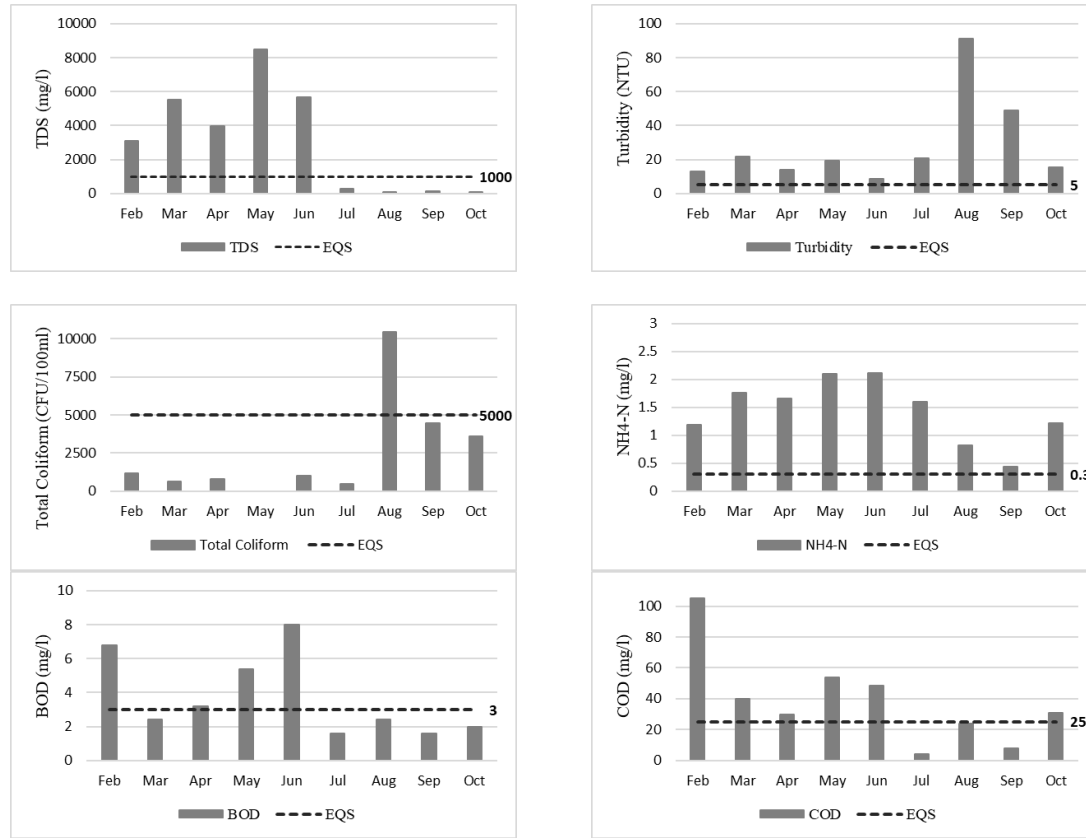 TDS (mg/l)
10000
8000
6000
4000
2000
0
1000
Feb Mar Apr May Jun Jul Aug Sep Oct
TDS EQS
Turbidity (NTU)
100
80
60
40
20
0
5
Feb Mar Apr May Jun Jul Aug Sep Oct
Turbidity EQS
Total Coliform (CFU/100ml)
10000
7500
5000
2500
0
5000
Feb Mar Apr May Jun Jul Aug Sep Oct
Total Coliform EQS
NH4-N (mg/l)
3
2.5
2
1.5
1
0.5
0
0.3
Feb Mar Apr May Jun Jul Aug Sep Oct
NH4-N EQS
BOD (mg/l)
10
8
6
4
2
0
3
Feb Mar Apr May Jun Jul Aug Sep Oct
BOD EQS
COD (mg/l)
100
80
60
40
20
0
25
Feb Mar Apr May Jun Jul Aug Sep Oct
COD EQS